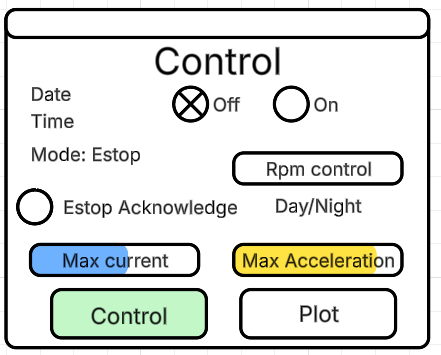 Control
Date
Off
On
Time
Mode: Estop
Rpm control
Estop Acknowledge
Day/Night
Max current
Max Acceleration
Control
Plot